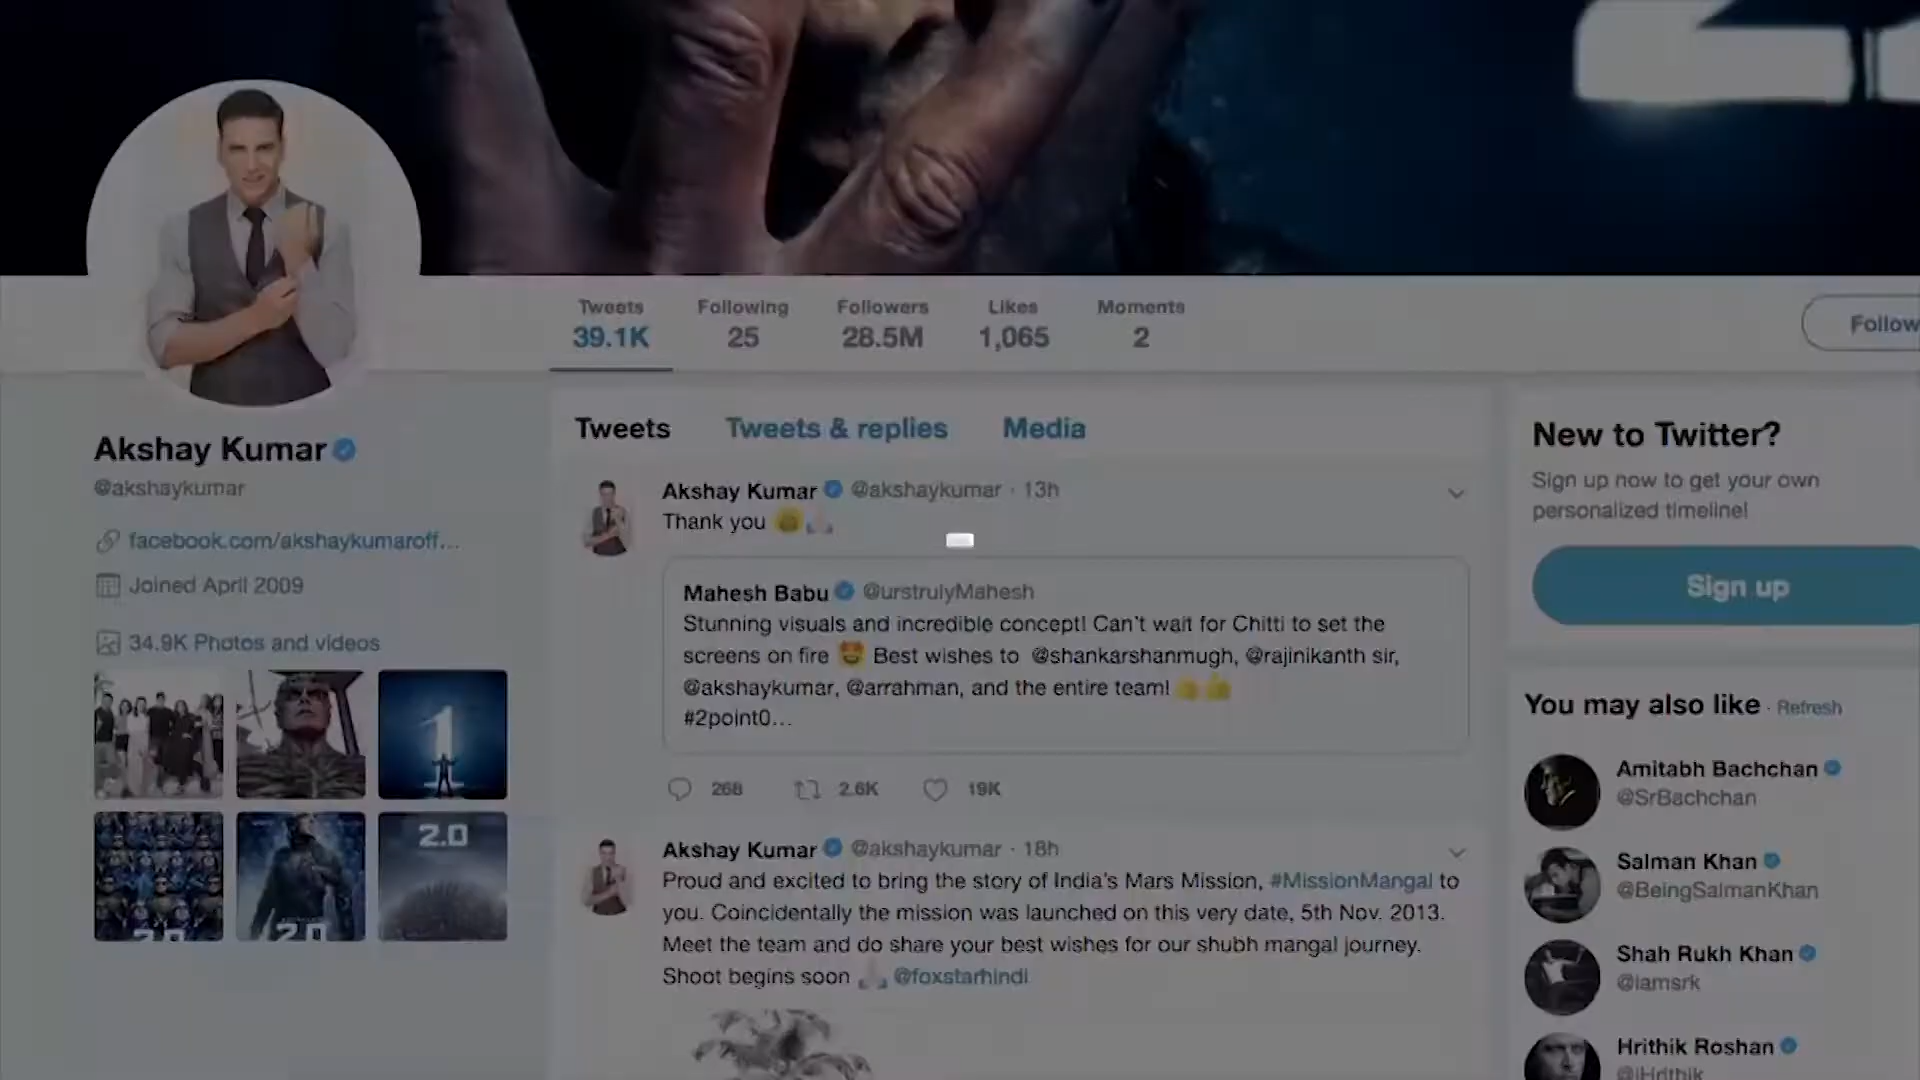 Tweets
39.1K
Following
25
Followers
28.5M
Likes
1,065
Moments
2
Follow
Akshay Kumar
@akshaykumar
facebook.com/akshaykumaroff...
Joined April 2009
34.9K Photos and videos
2.0
2.0
2.0
Tweets Tweets & replies Media
Akshay Kumar @akshaykumar · 13h
Thank you
Mahesh Babu @urstrulyMahesh
Stunning visuals and incredible concept! Can't wait for Chitti to set the
screens on fire 🤩 Best wishes to @shankarshanmugh, @rajinikanth sir,
@akshaykumar, @arrahman, and the entire team! 👍👍
#2point0...
268 2.6K 19K
Akshay Kumar @akshaykumar · 18h
Proud and excited to bring the story of India's Mars Mission, #MissionMangal to
you. Coincidentally the mission was launched on this very date, 5th Nov. 2013.
Meet the team and do share your best wishes for our shubh mangal journey.
Shoot begins soon 🙏 @foxstarhindi
New to Twitter?
Sign up now to get your own
personalized timeline!
Sign up
You may also like · Refresh
Amitabh Bachchan
@SrBachchan
Salman Khan
@BeingSalmanKhan
Shah Rukh Khan
@iamsrk
Hrithik Roshan
@iHrithik